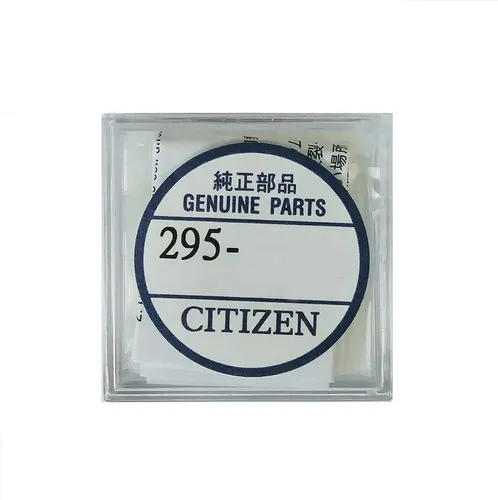 純正部品
GENUINE PARTS
295-
CITIZEN